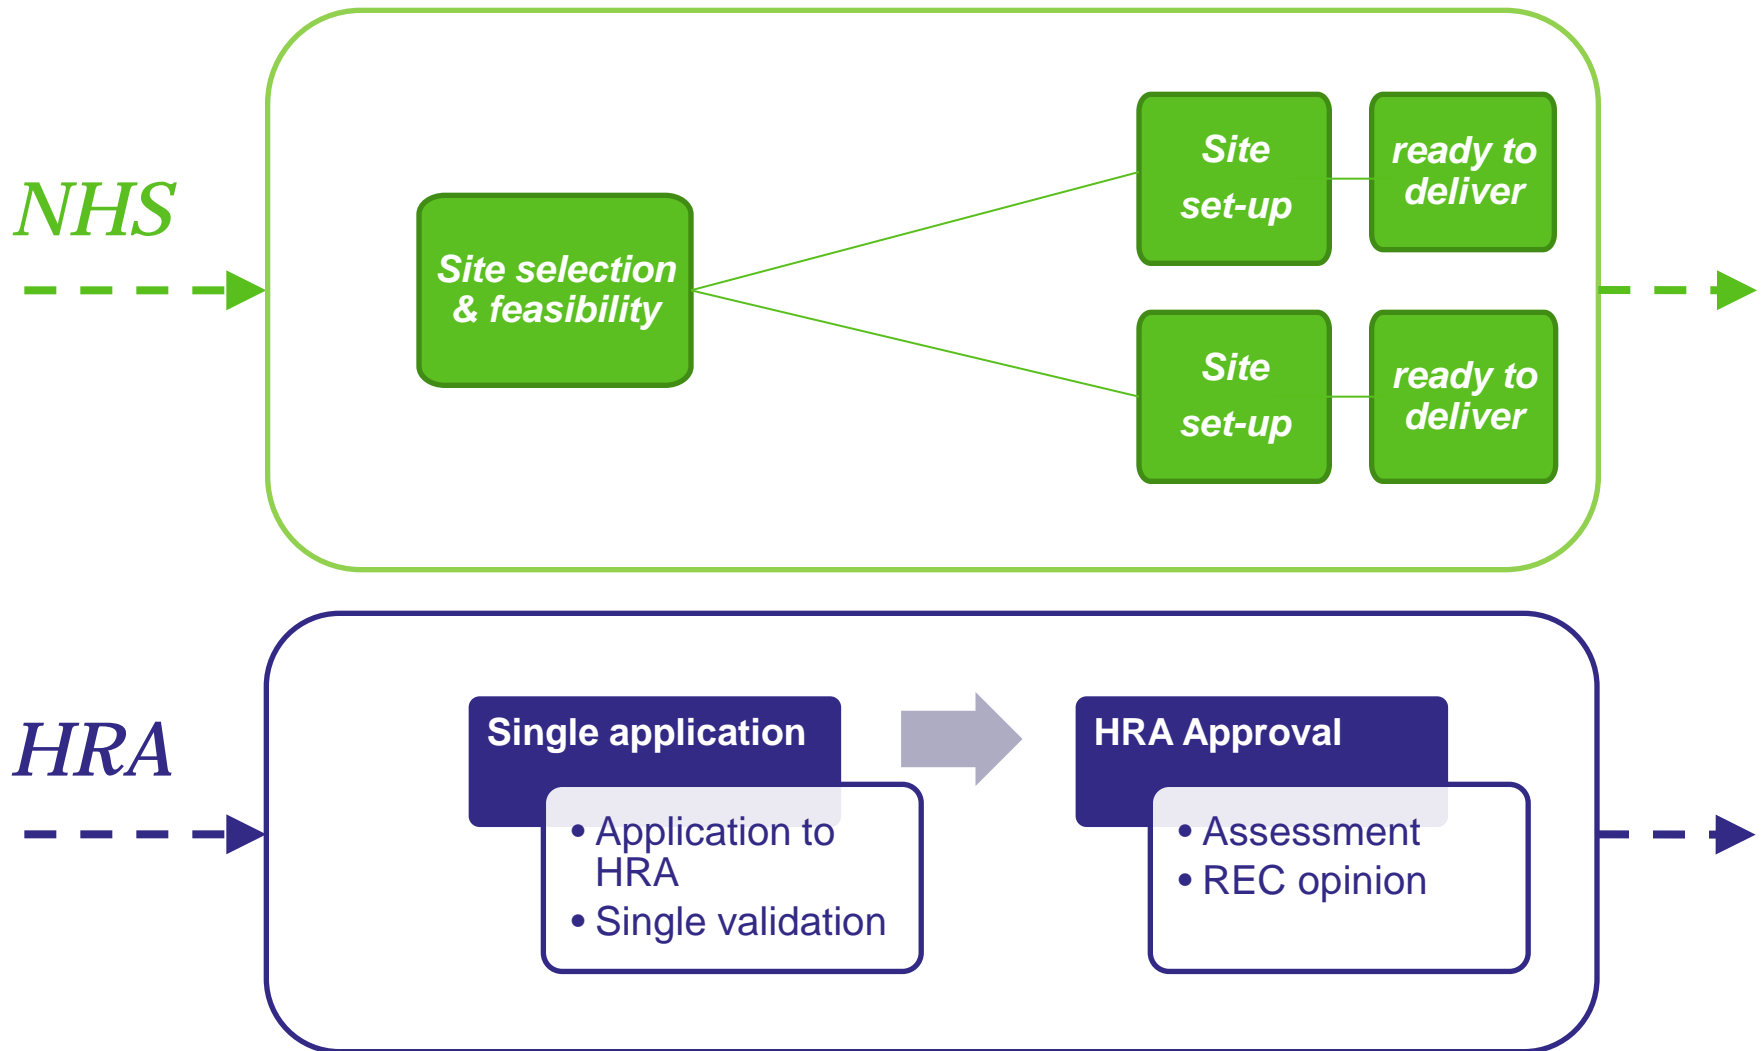 NHS
Site selection
& feasibility
Site
set-up
ready to
deliver
Site
set-up
ready to
deliver
HRA
Single application
• Application to
HRA
• Single validation
HRA Approval
• Assessment
• REC opinion